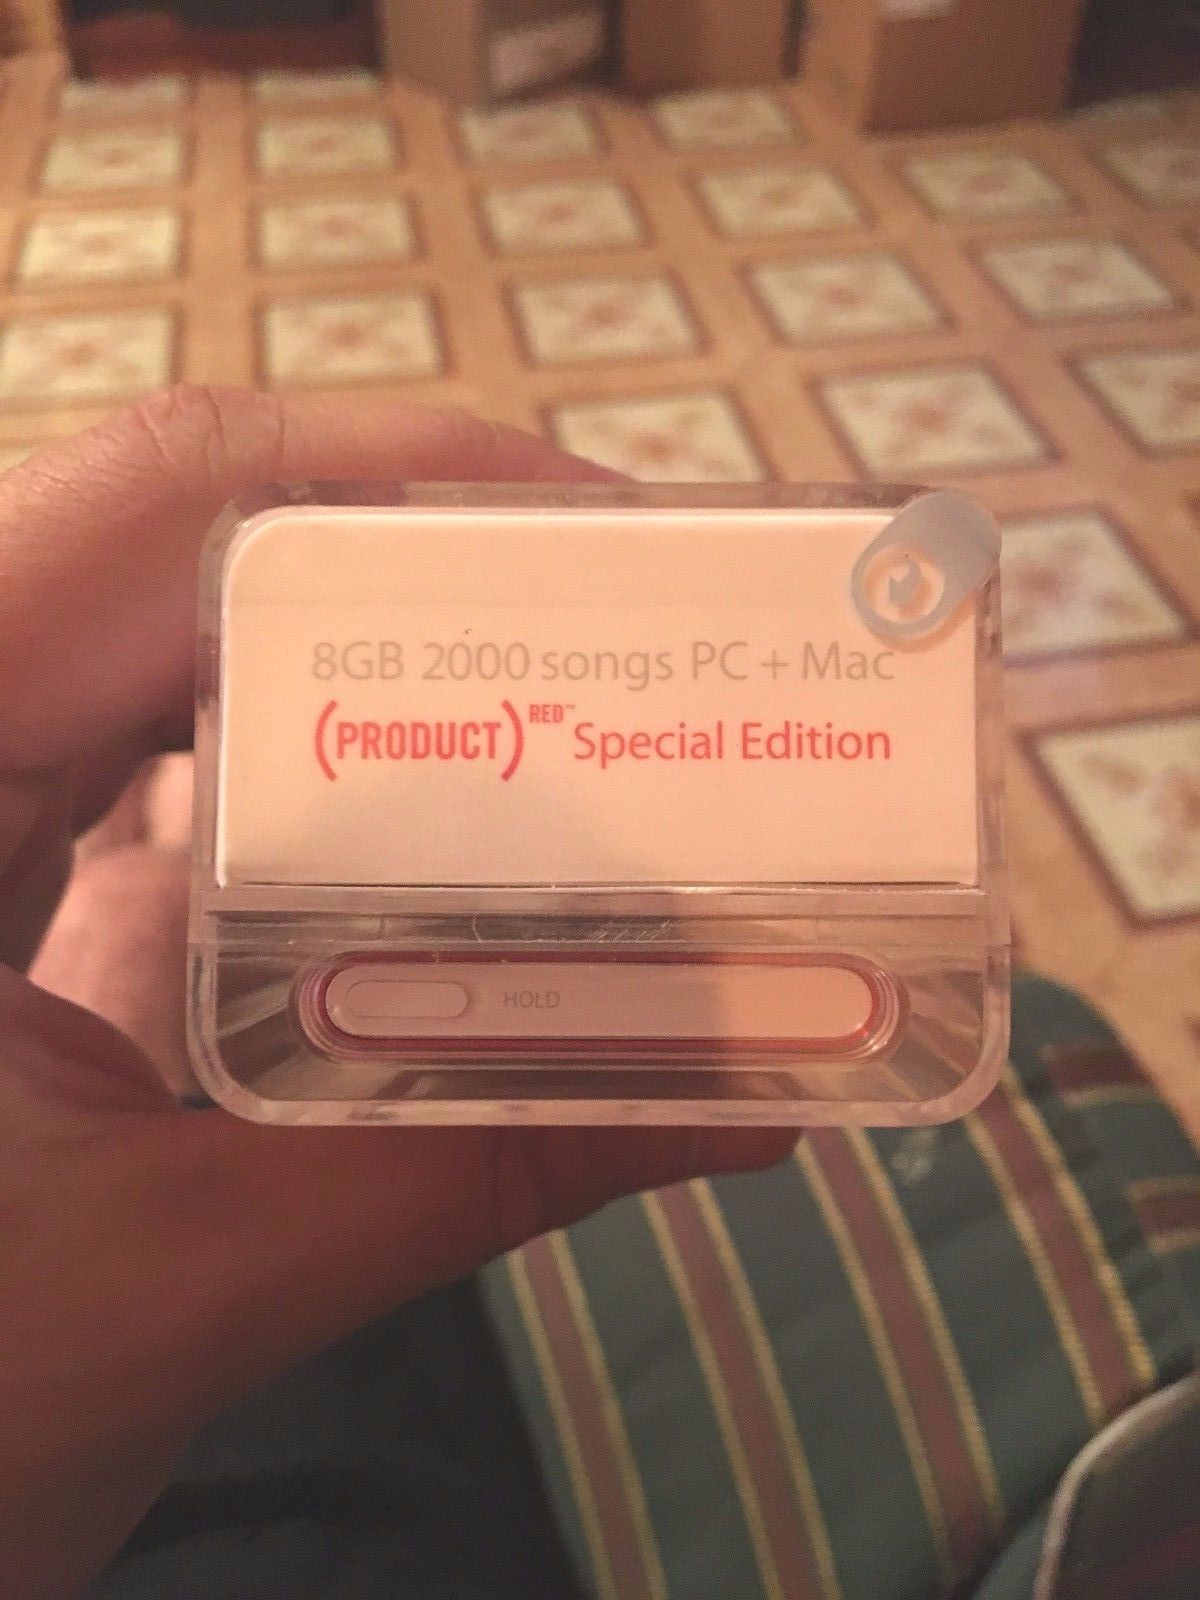 8GB 2000 songs PC + Mac
(PRODUCT) RED™ Special Edition
HOLD